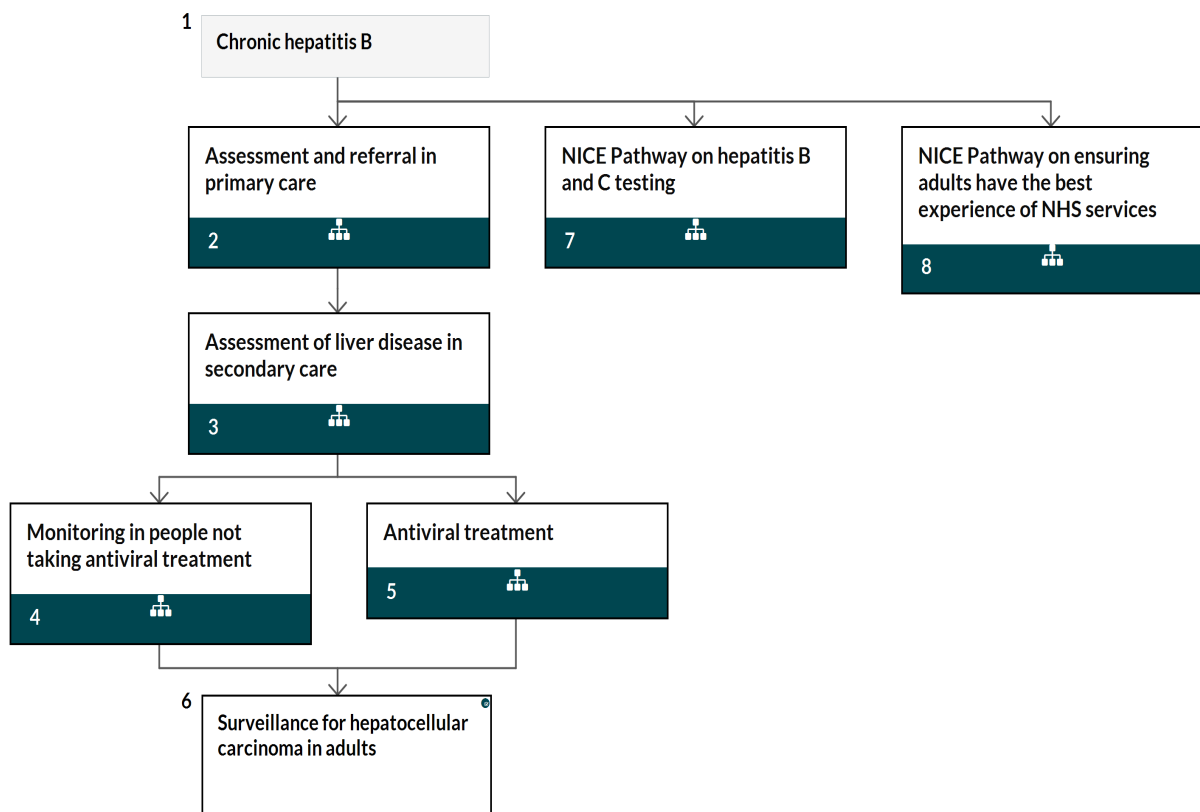 1
Chronic hepatitis B
Assessment and referral in
primary care
2
NICE Pathway on hepatitis B
and C testing
7
NICE Pathway on ensuring
adults have the best
experience of NHS services
8
Assessment of liver disease in
secondary care
3
Monitoring in people not
taking antiviral treatment
4
Antiviral treatment
5
6
Surveillance for hepatocellular
carcinoma in adults